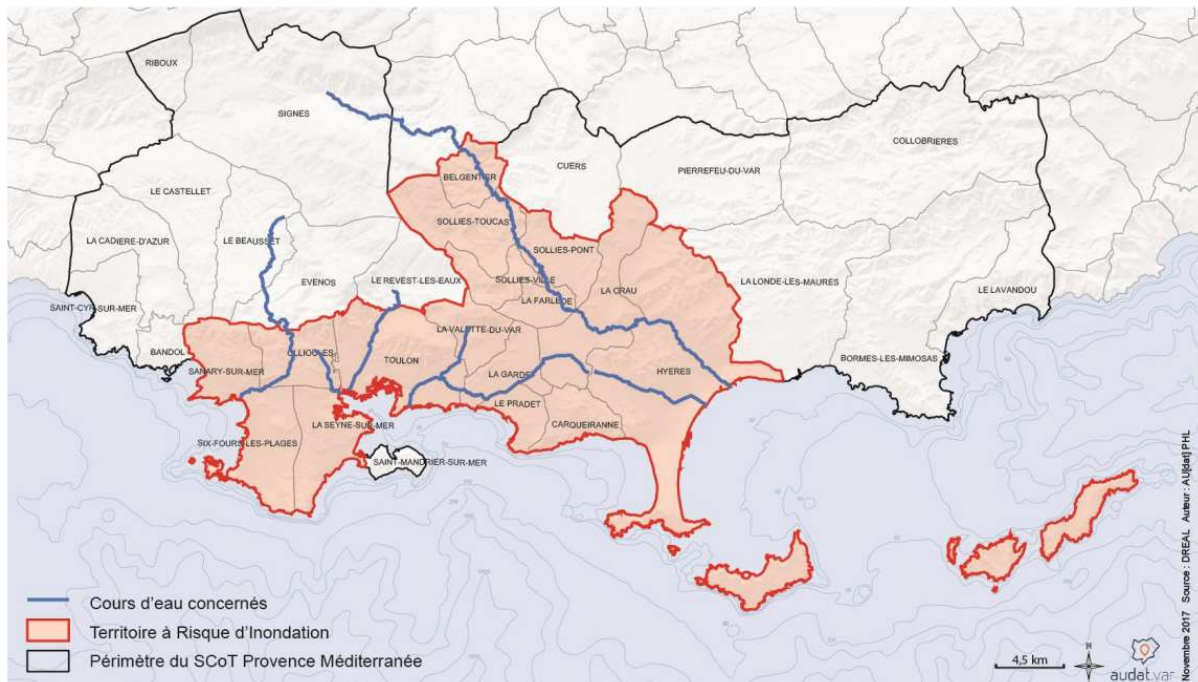 RIBOUX
SIGNES
COLLOBRIERES
CUERS
PIERREFEU-DU-VAR
BELGENTIER
LE CASTELLET
SOLLIES-TOUCAS
LA CADIERE-D'AZUR
LE BEAUSSET
SOLLIES-PONT
EVENOS
LE REVEST-LES-EAUX
SOLLIES-VILLE
LA LONDE-LES-MAURES
LA CRAU
LE LAVANDOU
LA FARLEDE
SAINT-CYR-SUR-MER
LA VALETTE-DU-VAR
BANDOL
OLLIOULES
TOULON
BORMES-LES-MIMOSAS
SANARY-SUR-MER
LA GARDE
HYERES
LE PRADET
LA SEYNE-SUR-MER
CARQUEIRANNE
SIX-FOURS-LES-PLAGES
SAINT-MANDRIER-SUR-MER
Cours d'eau concernés
Territoire à Risque d'Inondation
Périmètre du SCoT Provence Méditerranée
4,5 km
N
audat.var
Novembre 2017 Source : DREAL Auteur : AU[dat] PHL